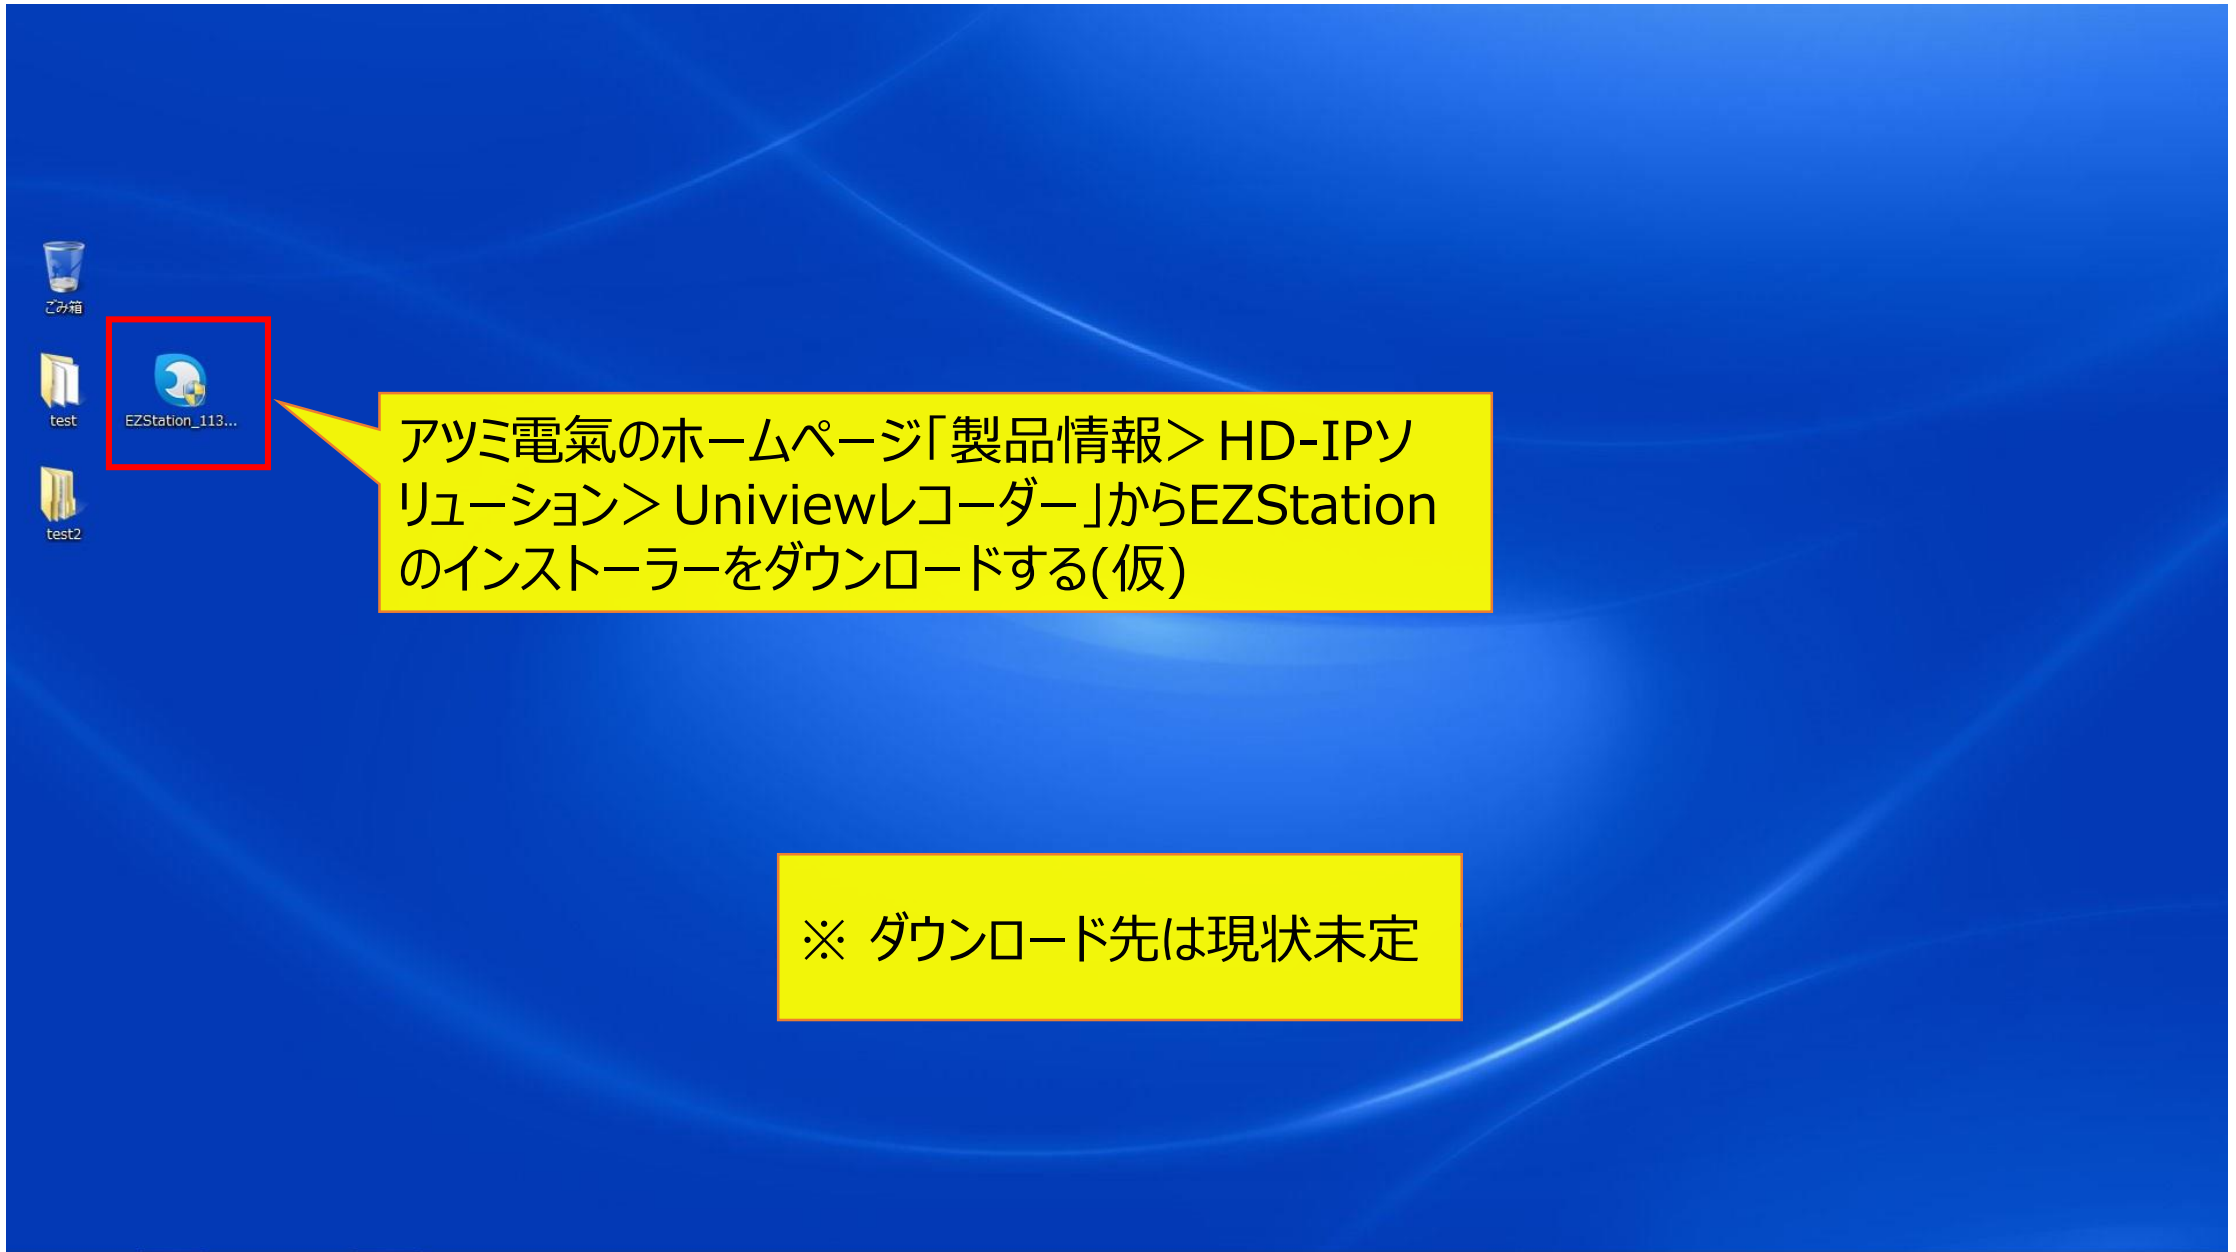 ごみ箱
test
EZStation_113...
test2
アツミ電氣のホームページ「製品情報＞HD-IPソ
リューション＞Univiewレコーダー」からEZStation
のインストーラーをダウンロードする(仮)
※ ダウンロード先は現状未定